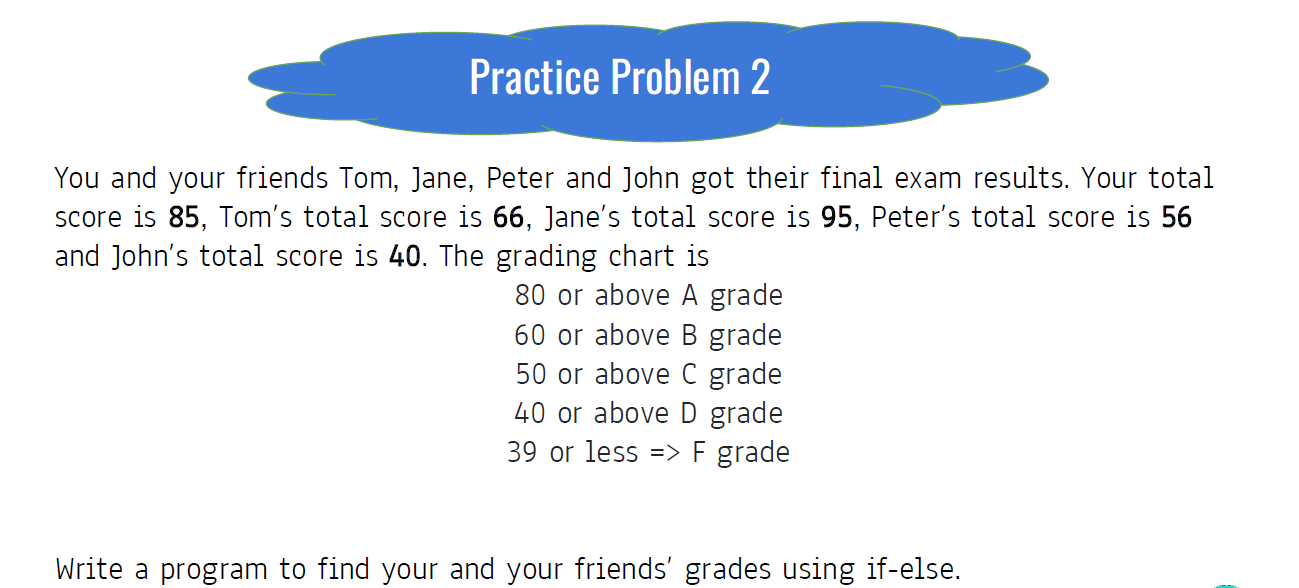 Practice Problem 2
You and your friends Tom, Jane, Peter and John got their final exam results. Your total
score is 85, Tom's total score is 66, Jane's total score is 95, Peter's total score is 56
and John's total score is 40. The grading chart is
80 or above A grade
60 or above B grade
50 or above C grade
40 or above D grade
39 or less => F grade
Write a program to find your and your friends' grades using if-else.